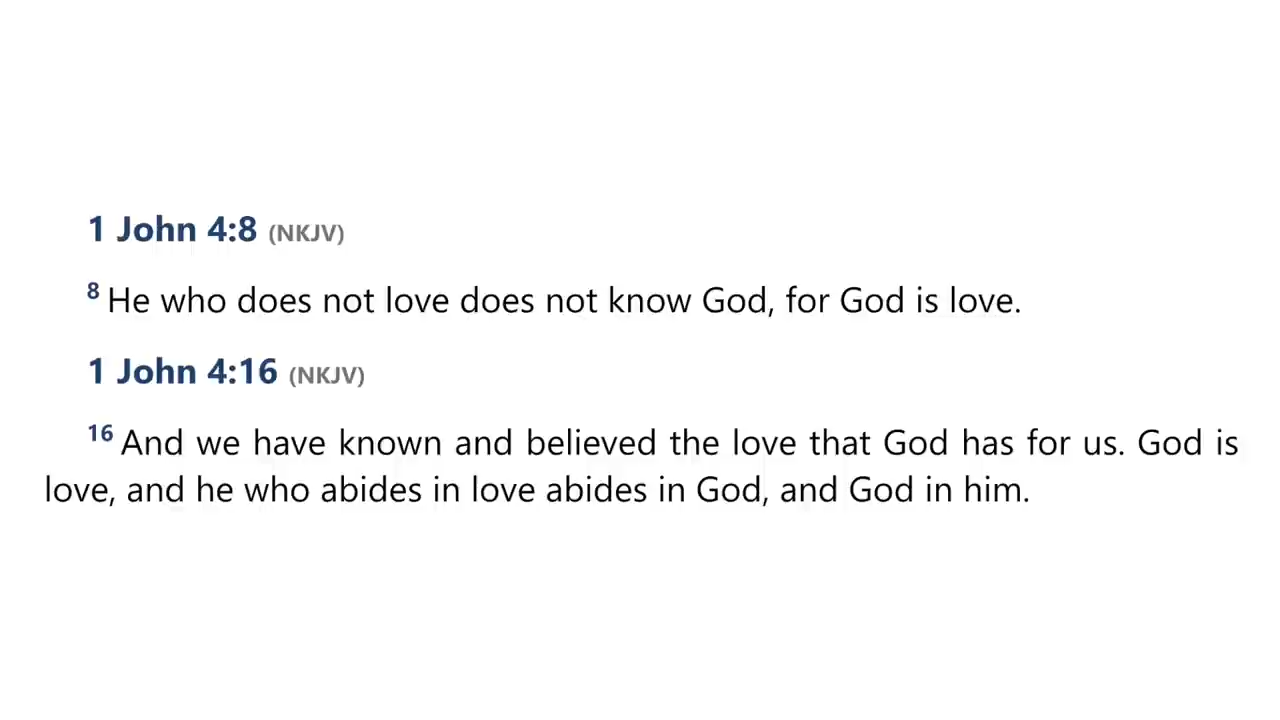 1 John 4:8 (NKJV)
8 He who does not love does not know God, for God is love.
1 John 4:16 (NKJV)
16 And we have known and believed the love that God has for us. God is
love, and he who abides in love abides in God, and God in him.